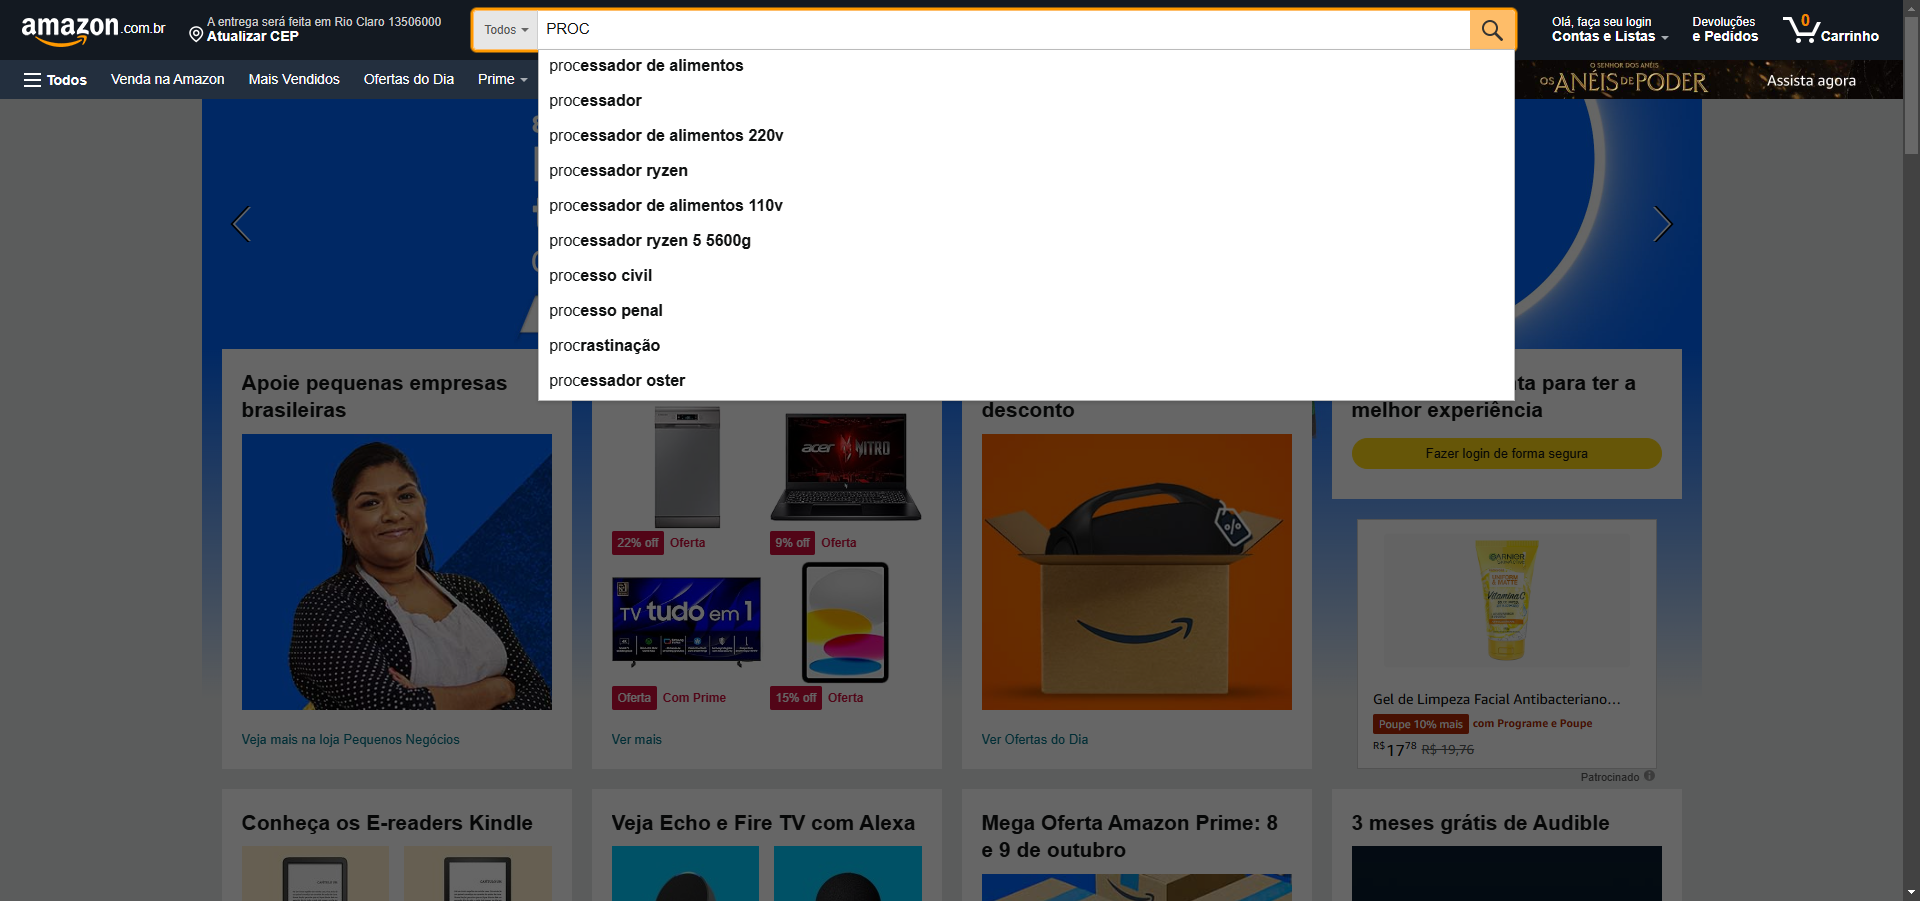 amazon.com.br
A entrega será feita em Rio Claro 13506000
Atualizar CEP
Todos
PROC
Olá, faça seu login
Contas e Listas
Devoluções
e Pedidos
0
Carrinho
Todos
Venda na Amazon
Mais Vendidos
Ofertas do Dia
Prime
O SENHOR DOS ANÉIS
OS ANÉIS DE PODER
Assista agora
processador de alimentos
processador
processador de alimentos 220v
processador ryzen
processador de alimentos 110v
processador ryzen 5 5600g
processo civil
processo penal
procrastinação
processador oster
Apoie pequenas empresas
brasileiras
Veja mais na loja Pequenos Negócios
acer NITRO
22% off Oferta
9% off Oferta
TV tudo em 1
Oferta Com Prime
15% off Oferta
Ver mais
desconto
%
Ver Ofertas do Dia
ta para ter a
melhor experiência
Fazer login de forma segura
GARNIER
Vitamina C
Gel de Limpeza Facial Antibacteriano...
Poupe 10% mais com Programe e Poupe
R$ 17 78 R$ 19,76
Patrocinado
Conheça os E-readers Kindle
Veja Echo e Fire TV com Alexa
Mega Oferta Amazon Prime: 8
e 9 de outubro
3 meses grátis de Audible